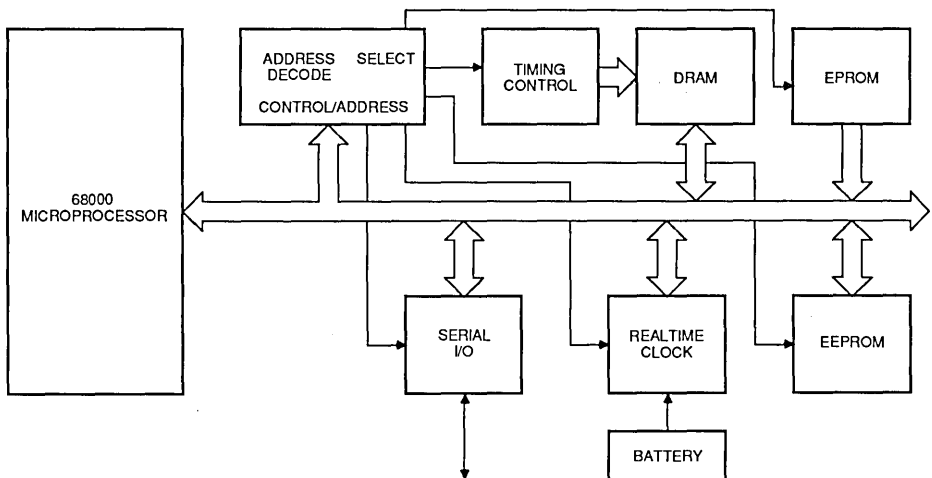 ADDRESS SELECT
DECODE
CONTROL/ADDRESS
TIMING
CONTROL
DRAM
EPROM
68000
MICROPROCESSOR
SERIAL
I/O
REALTIME
CLOCK
EEPROM
BATTERY